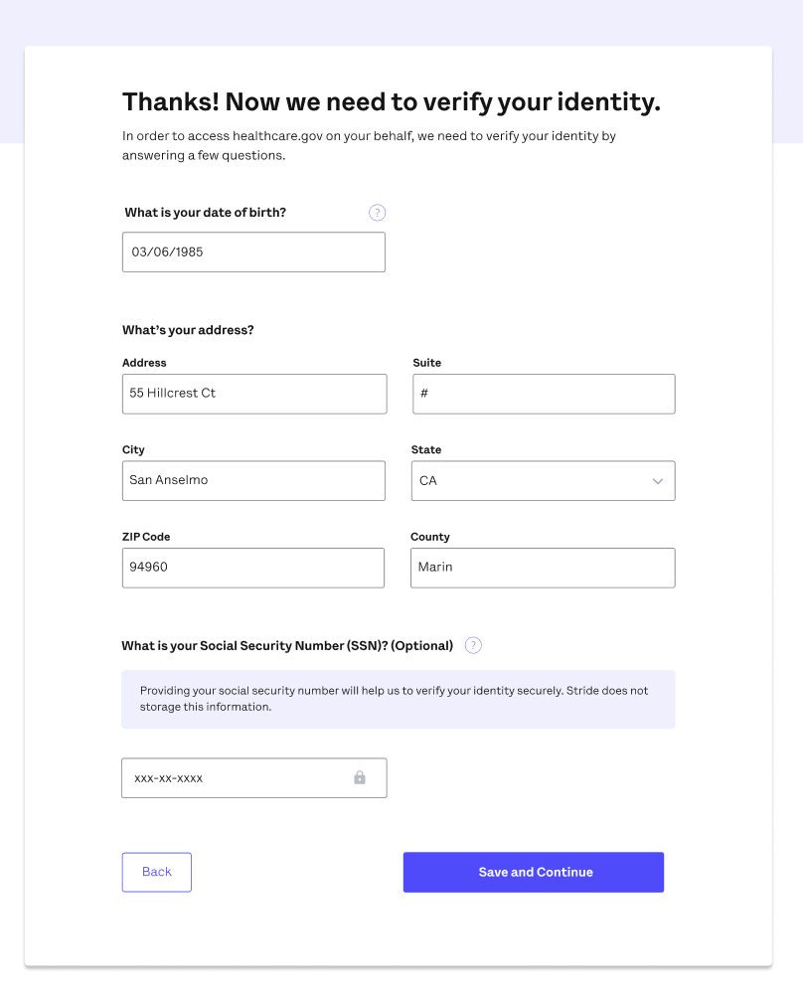 Thanks! Now we need to verify your identity.
In order to access healthcare.gov on your behalf, we need to verify your identity by
answering a few questions.
What is your date of birth? ?
03/06/1985
What's your address?
Address
Suite
55 Hillcrest Ct
#
City
State
San Anselmo
CA
ZIP Code
County
94960
Marin
What is your Social Security Number (SSN)? (Optional) ?
Providing your social security number will help us to verify your identity securely. Stride does not
storage this information.
xxx-xx-xxxx
Back
Save and Continue